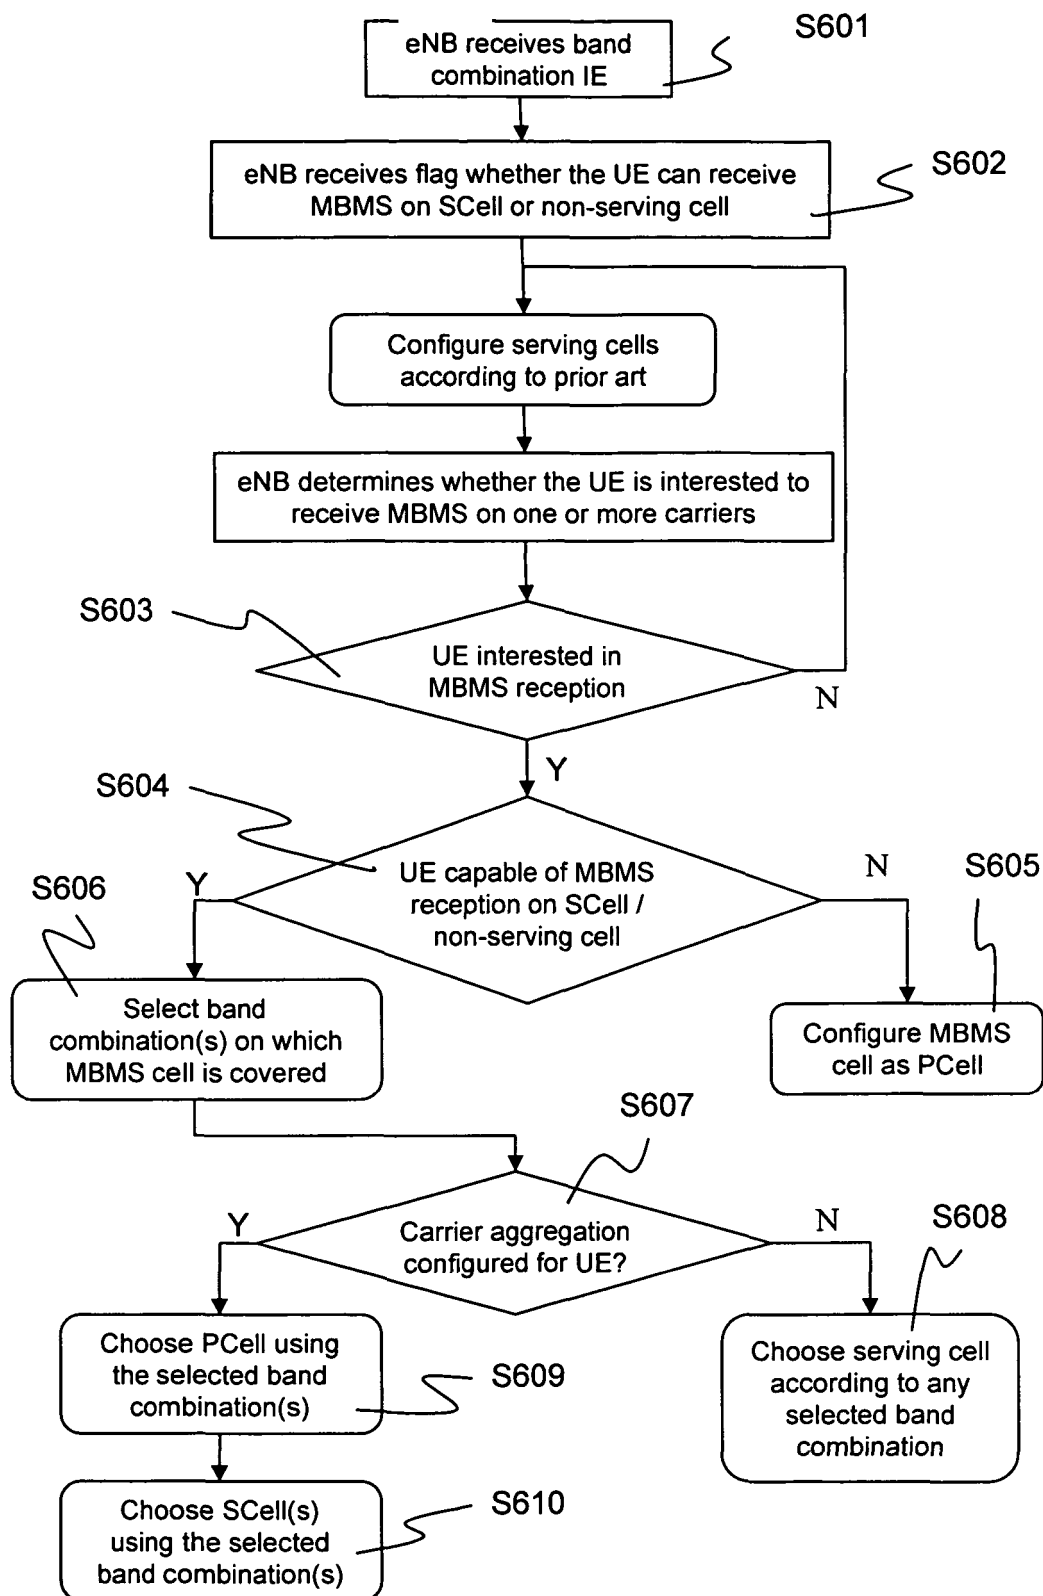 eNB receives band
combination IE
S601
eNB receives flag whether the UE can receive
MBMS on SCell or non-serving cell
S602
Configure serving cells
according to prior art
eNB determines whether the UE is interested to
receive MBMS on one or more carriers
S603
UE interested in
MBMS reception
N
Y
S604
UE capable of MBMS
reception on SCell /
non-serving cell
Y
N
S606
S605
Select band
combination(s) on which
MBMS cell is covered
Configure MBMS
cell as PCell
S607
Carrier aggregation
configured for UE?
Y
N
S608
Choose PCell using
the selected band
combination(s)
S609
Choose serving cell
according to any
selected band
combination
Choose SCell(s)
using the selected
band combination(s)
S610